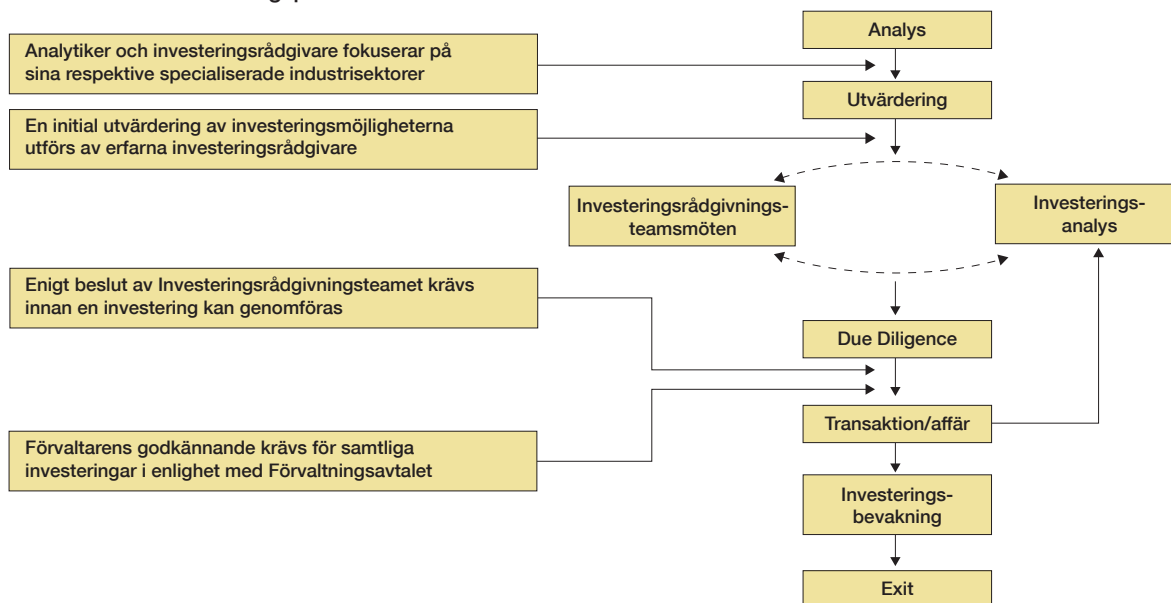 Analys
Analytiker och investeringsrådgivare fokuserar på
sina respektive specialiserade industrisektorer
Utvärdering
En initial utvärdering av investeringsmöjligheterna
utförs av erfarna investeringsrådgivare
Investeringsrådgivnings-
teamsmöten
Investerings-
analys
Enigt beslut av Investeringsrådgivningsteamet krävs
innan en investering kan genomföras
Due Diligence
Transaktion/affär
Förvaltarens godkännande krävs för samtliga
investeringar i enlighet med Förvaltningsavtalet
Investerings-
bevakning
Exit